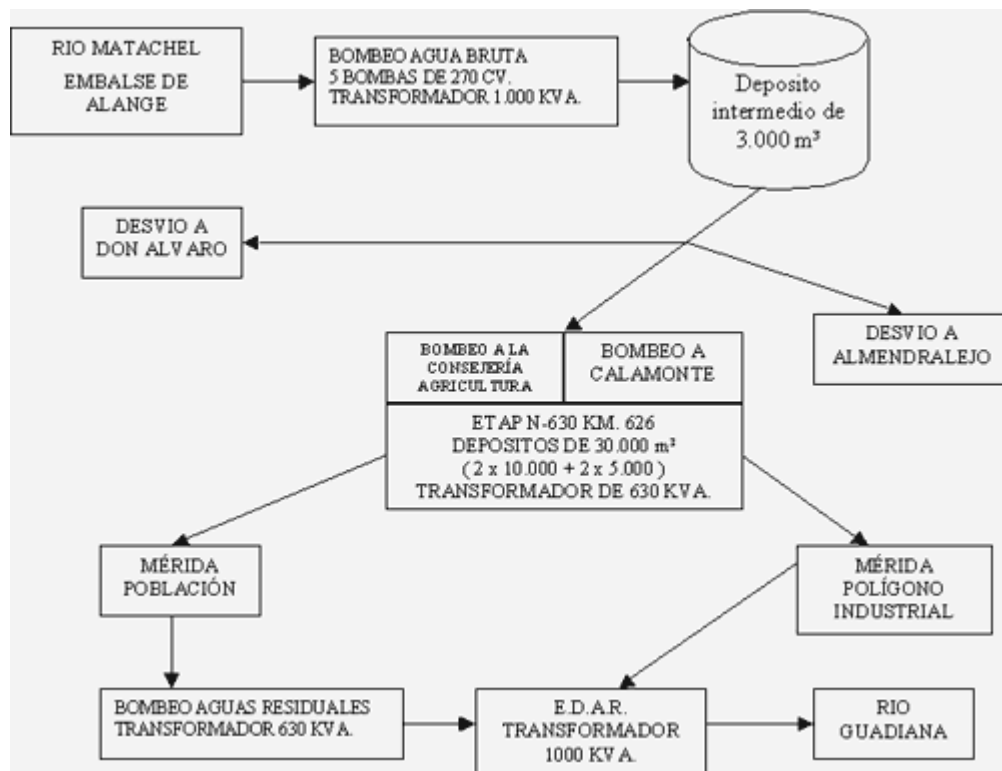 RIO MATACHEL
EMBALSE DE
ALANGE
BOMBEO AGUA BRUTA
5 BOMBAS DE 270 CV.
TRANSFORMADOR 1.000 KVA.
Deposito
intermedio de
3.000 m³
DESVIO A
DON ALVARO
DESVIO A
ALMENDRALEJO
BOMBEO A LA
CONSEJERÍA
AGRICULTURA
BOMBEO A
CALAMONTE
ETAP N-630 KM. 626
DEPOSITOS DE 30.000 m³
( 2 x 10.000 + 2 x 5.000 )
TRANSFORMADOR DE 630 KVA.
MÉRIDA
POBLACIÓN
MÉRIDA
POLÍGONO
INDUSTRIAL
BOMBEO AGUAS RESIDUALES
TRANSFORMADOR 630 KVA.
E.D.A.R.
TRANSFORMADOR
1000 KVA.
RIO
GUADIANA